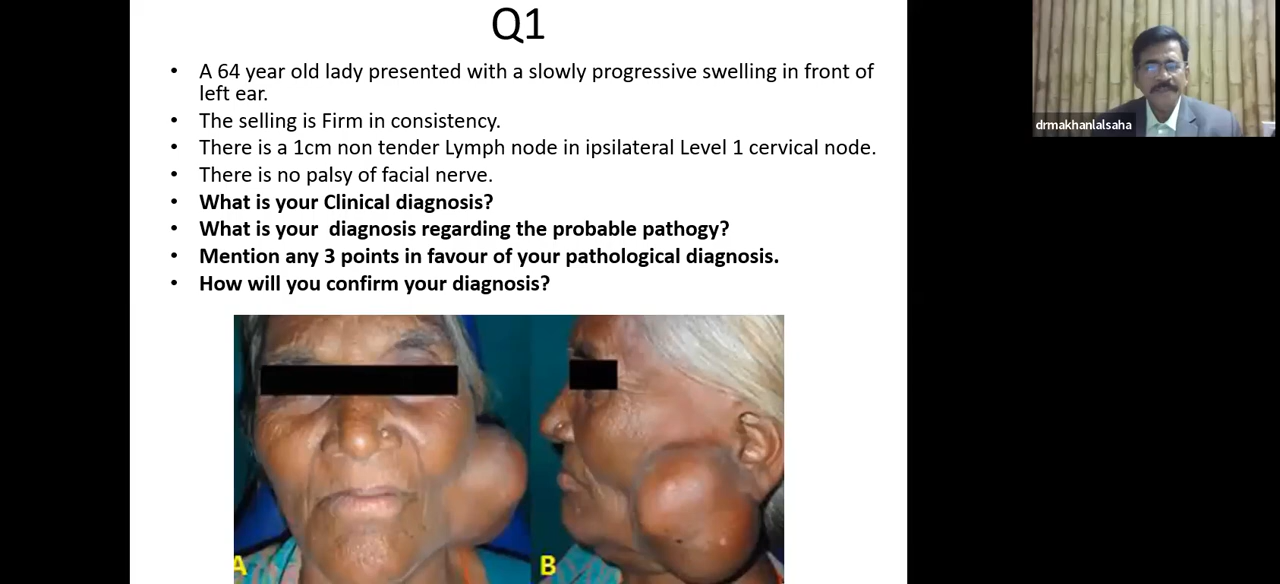 Q1
• A 64 year old lady presented with a slowly progressive swelling in front of
left ear.
• The selling is Firm in consistency.
• There is a 1cm non tender Lymph node in ipsilateral Level 1 cervical node.
• There is no palsy of facial nerve.
• What is your Clinical diagnosis?
• What is your  diagnosis regarding the probable pathogy?
• Mention any 3 points in favour of your pathological diagnosis.
• How will you confirm your diagnosis?
drmakhanlalsaha
A
B